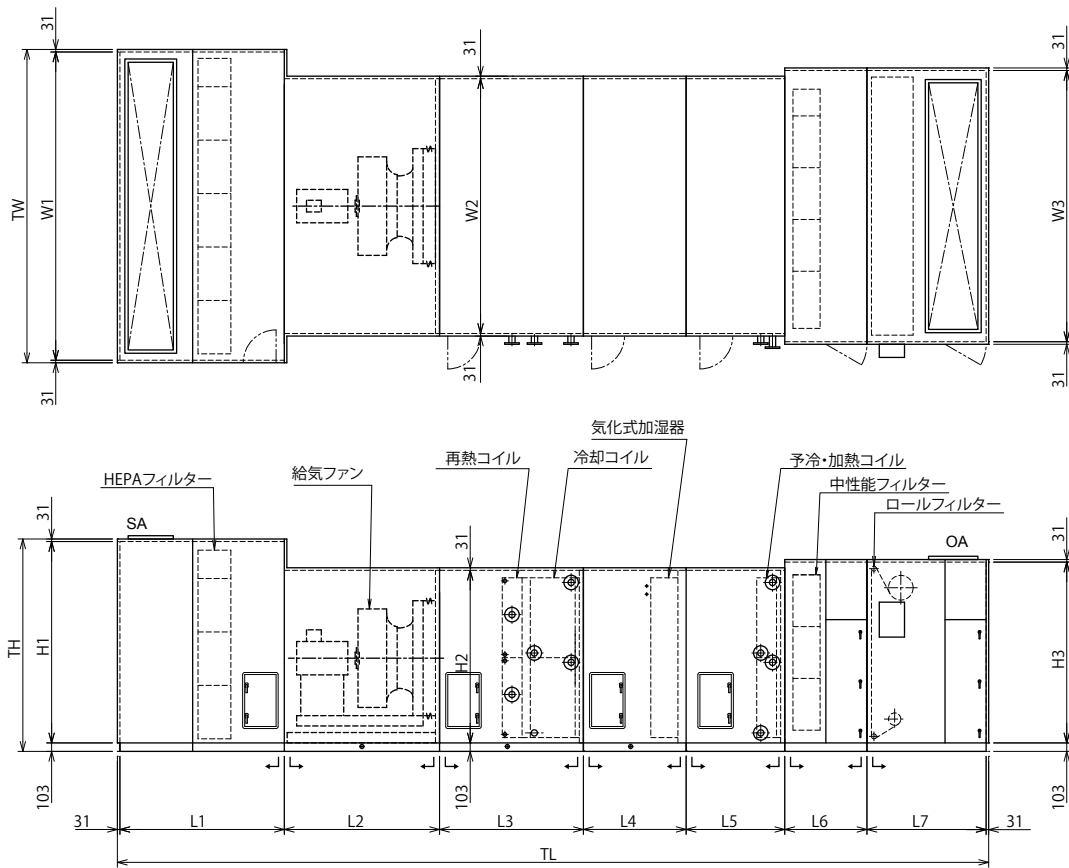 31
31
31
TW
W1
W2
W3
31
31
31
気化式加湿器
再熱コイル
冷却コイル
予冷・加熱コイル
給気ファン
中性能フィルター
HEPAフィルター
ロールフィルター
31
SA
31
OA
31
TH
H1
H2
H3
103
103
103
31
L1
L2
L3
L4
L5
L6
L7
31
TL